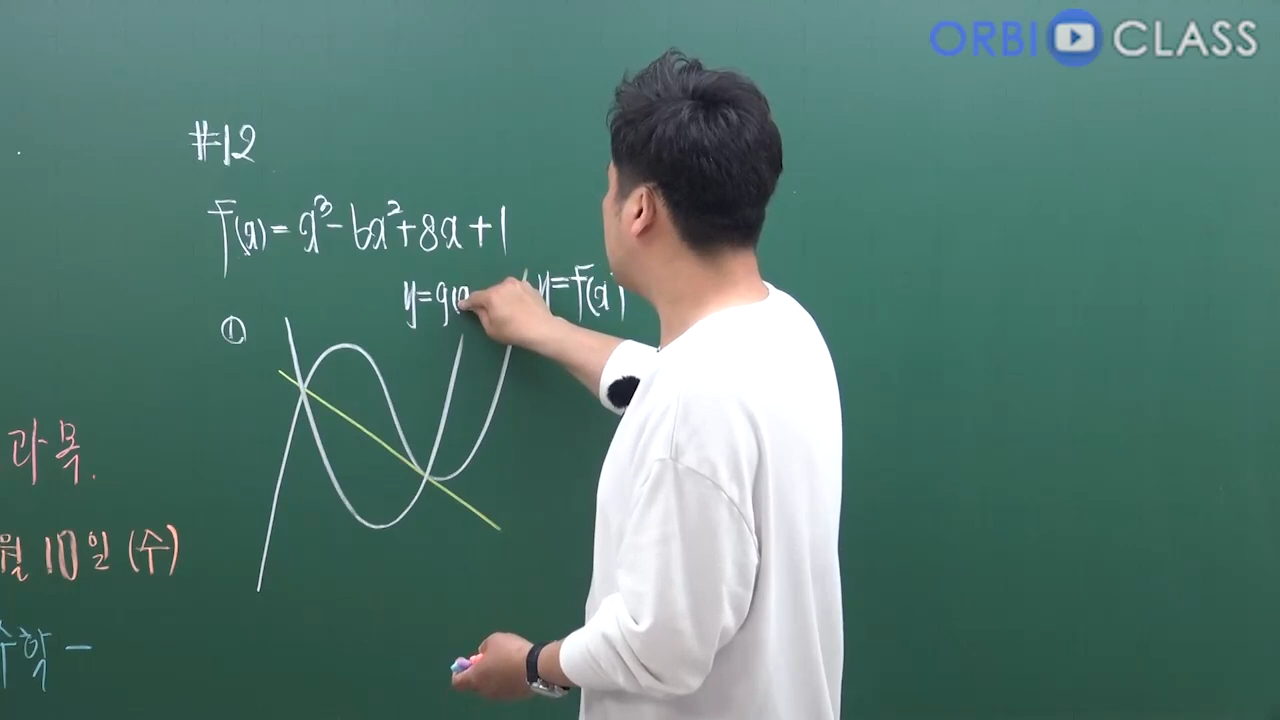 ORBI CLASS
#12
f(x) = x³ - 6x² + 8x + 1
y = g(x
y = f(x)
①
과목.
월 10일 (수)
수학 -